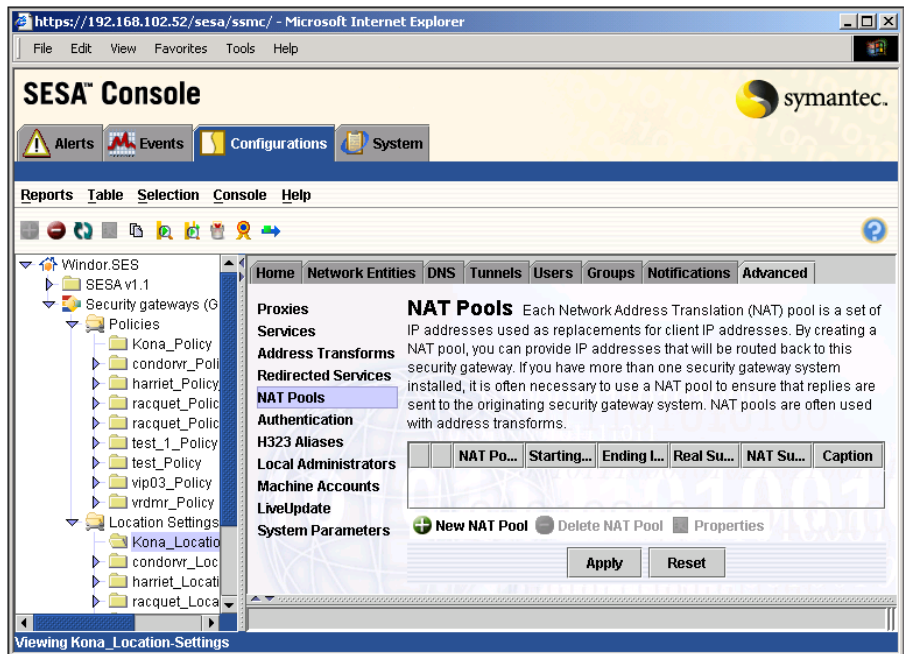 https://192.168.102.52/sesa/ssmc/ - Microsoft Internet Explorer
File Edit View Favorites Tools Help
SESA™ Console
symantec.
Alerts Events Configurations System
Reports Table Selection Console Help
Windor.SES
SESA v1.1
Security gateways (G
Policies
Kona_Policy
condorvr_Poli
harriet_Policy
racquet_Polic
racquet_Polic
test_1_Policy
test_Policy
vip03_Policy
vrdmr_Policy
Location Settings
Kona_Locatio
condorvr_Loc
harriet_Locati
racquet_Loca
Home Network Entities DNS Tunnels Users Groups Notifications Advanced
Proxies
Services
Address Transforms
Redirected Services
NAT Pools
Authentication
H323 Aliases
Local Administrators
Machine Accounts
LiveUpdate
System Parameters
NAT Pools Each Network Address Translation (NAT) pool is a set of
IP addresses used as replacements for client IP addresses. By creating a
NAT pool, you can provide IP addresses that will be routed back to this
security gateway. If you have more than one security gateway system
installed, it is often necessary to use a NAT pool to ensure that replies are
sent to the originating security gateway system. NAT pools are often used
with address transforms.
NAT Po... Starting... Ending I... Real Su... NAT Su... Caption
New NAT Pool Delete NAT Pool Properties
Apply Reset
Viewing Kona_Location-Settings